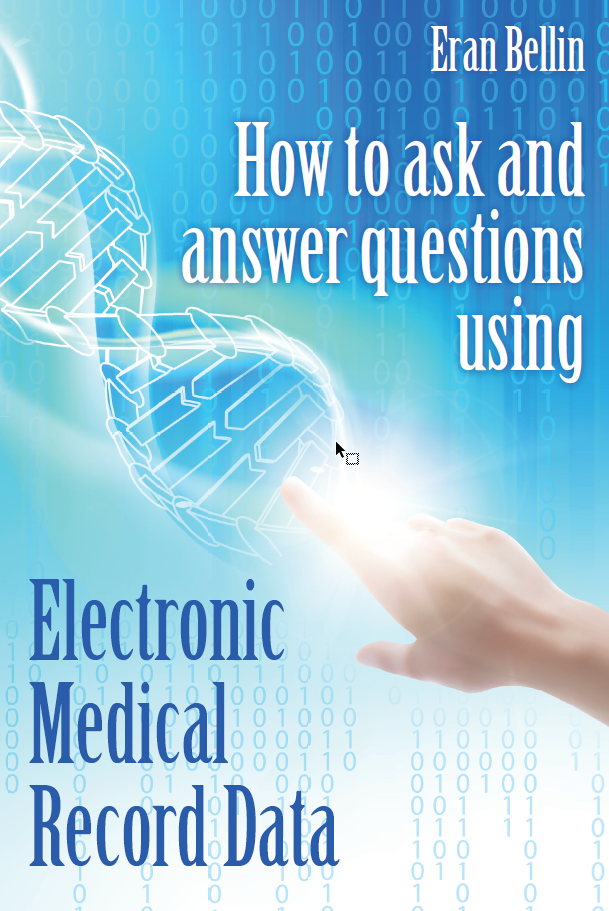 Eran Bellin
How to ask and
answer questions
using
Electronic
Medical
Record Data